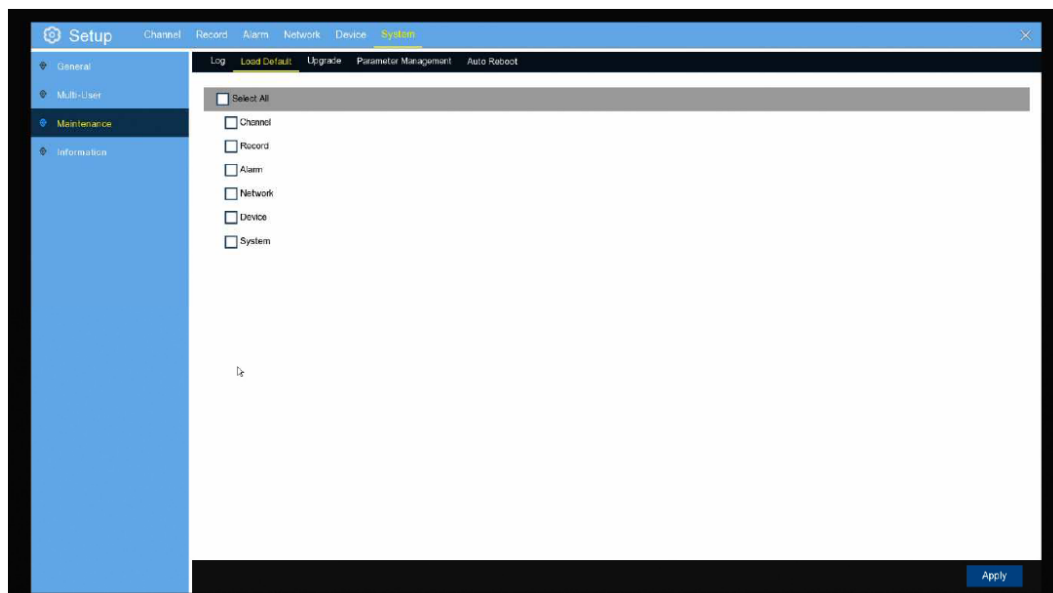 Setup Channel Record Alarm Network Device System
General
Multi-User
Maintenance
Information
Log Load Default Upgrade Parameter Management Auto Reboot
Select All
Channel
Record
Alarm
Network
Device
System
Apply